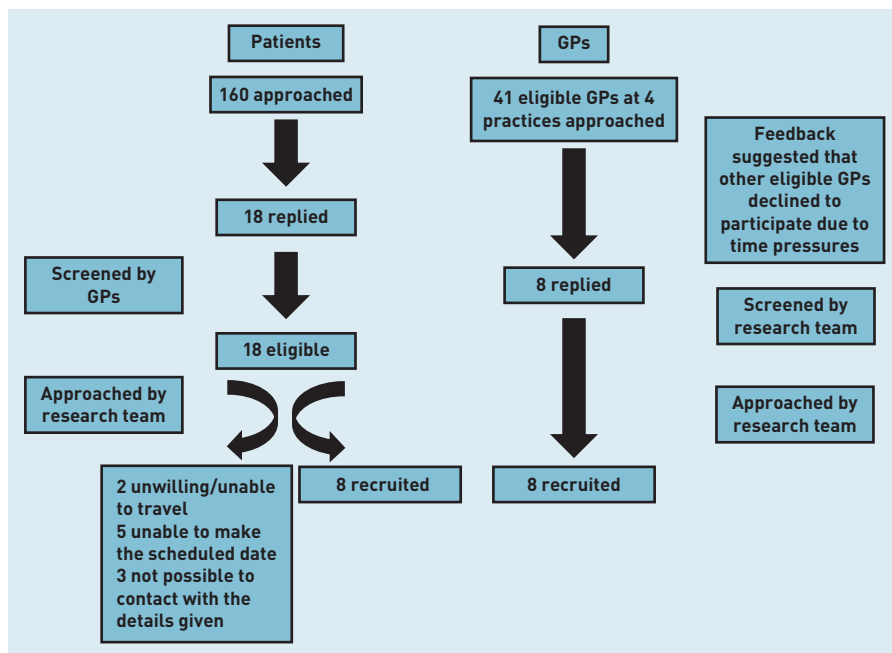 Patients
160 approached
18 replied
Screened by
GPs
18 eligible
Approached by
research team
2 unwilling/unable
to travel
5 unable to make
the scheduled date
3 not possible to
contact with the
details given
8 recruited
GPs
41 eligible GPs at 4
practices approached
Feedback
suggested that
other eligible GPs
declined to
participate due to
time pressures
8 replied
Screened by
research team
Approached by
research team
8 recruited